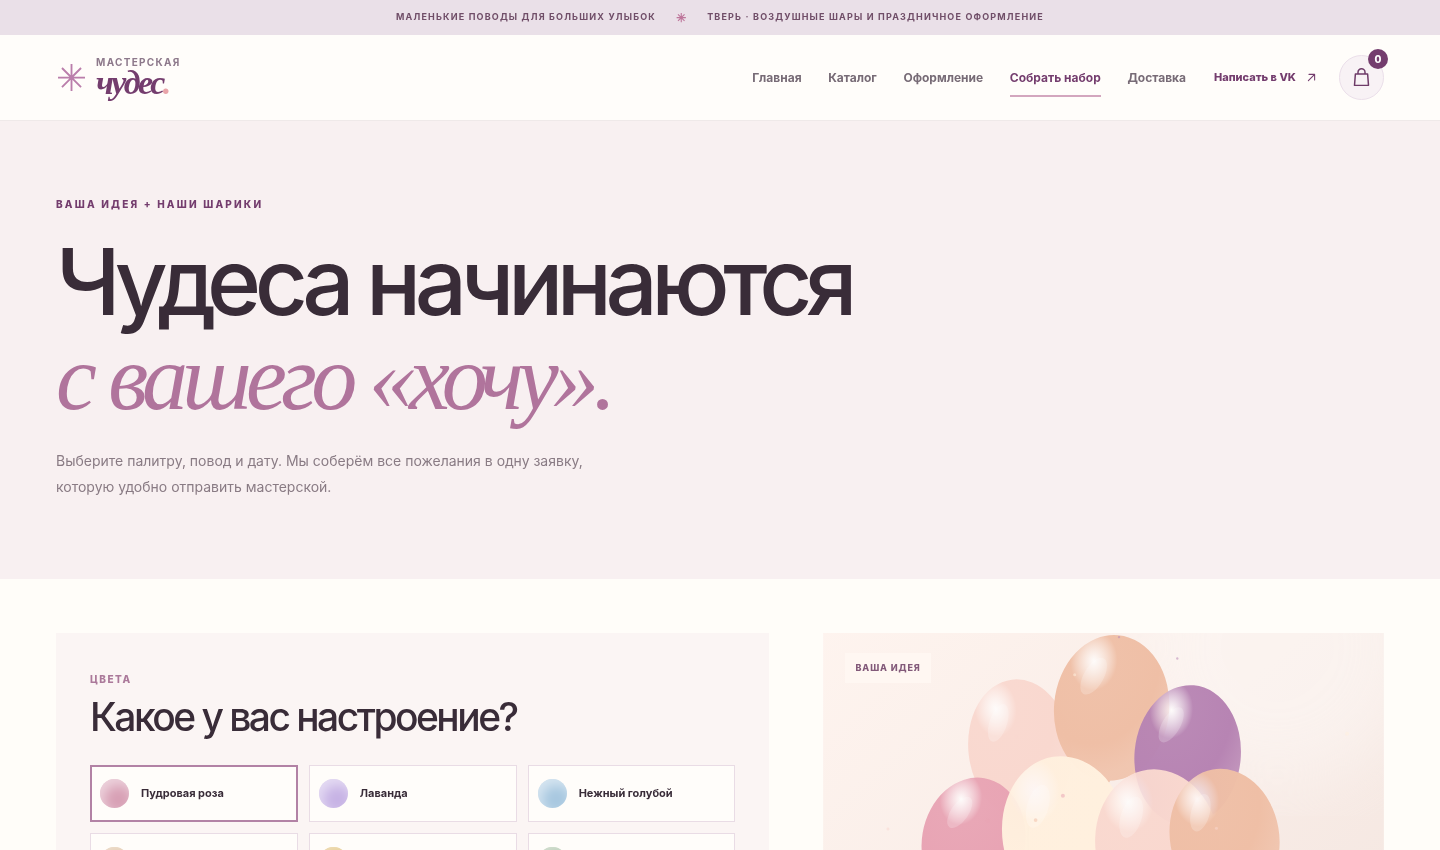 МАЛЕНЬКИЕ ПОВОДЫ ДЛЯ БОЛЬШИХ УЛЫБОК
ТВЕРЬ · ВОЗДУШНЫЕ ШАРЫ И ПРАЗДНИЧНОЕ ОФОРМЛЕНИЕ
МАСТЕРСКАЯ
чудес.
Главная
Каталог
Оформление
Собрать набор
Доставка
Написать в VK
0
ВАША ИДЕЯ + НАШИ ШАРИКИ
Чудеса начинаются
с вашего «хочу».
Выберите палитру, повод и дату. Мы соберём все пожелания в одну заявку,
которую удобно отправить мастерской.
ЦВЕТА
Какое у вас настроение?
Пудровая роза
Лаванда
Нежный голубой
ВАША ИДЕЯ